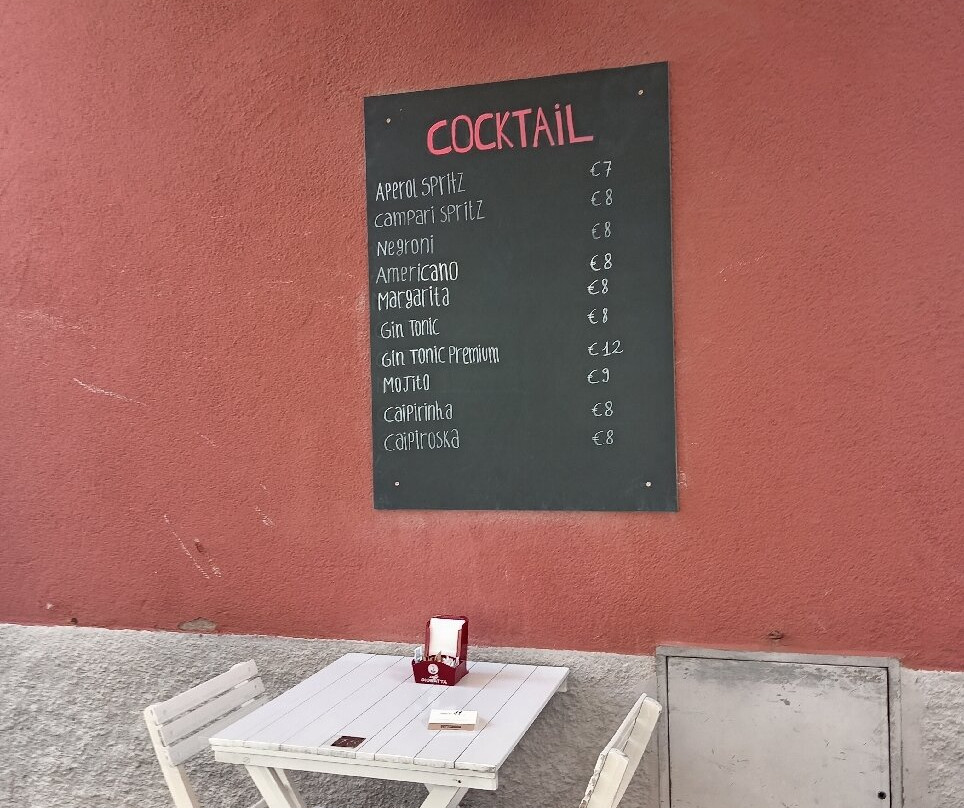 COCKTAiL
Aperol Spritz €7
Campari Spritz €8
Negroni €8
Americano €8
Margarita €8
Gin Tonic €8
Gin Tonic Premium €12
Mojito €9
Caipirinha €8
Caipiroska €8